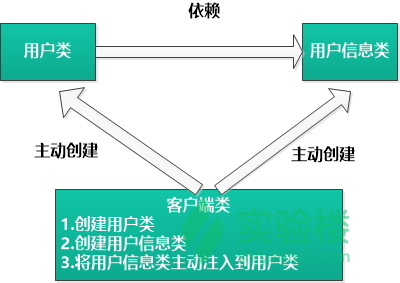 依赖
用户类
用户信息类
主动创建
主动创建
客户端类
1.创建用户类
2.创建用户信息类
3.将用户信息类主动注入到用户类
实验楼